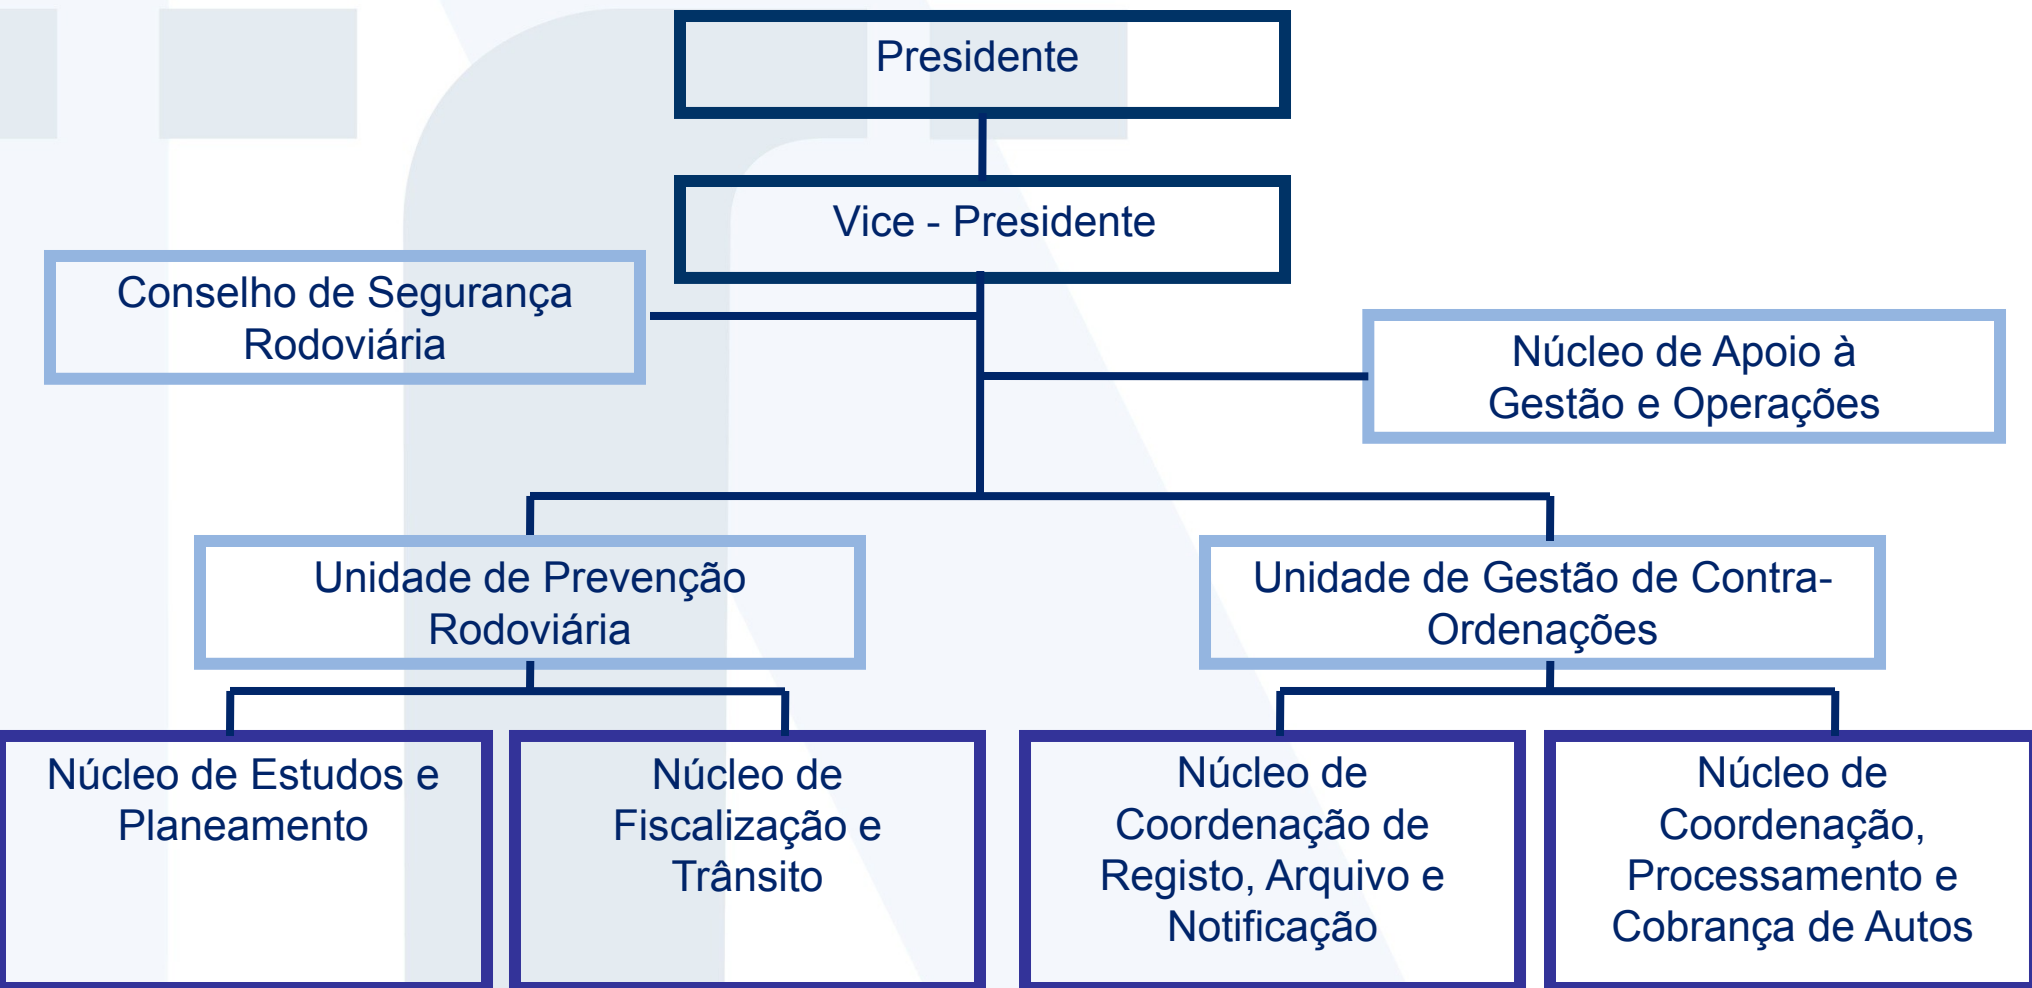 Presidente
Vice - Presidente
Conselho de Segurança
Rodoviária
Núcleo de Apoio à
Gestão e Operações
Unidade de Prevenção
Rodoviária
Unidade de Gestão de Contra-
Ordenações
Núcleo de Estudos e
Planeamento
Núcleo de
Fiscalização e
Trânsito
Núcleo de
Coordenação de
Registo, Arquivo e
Notificação
Núcleo de
Coordenação,
Processamento e
Cobrança de Autos